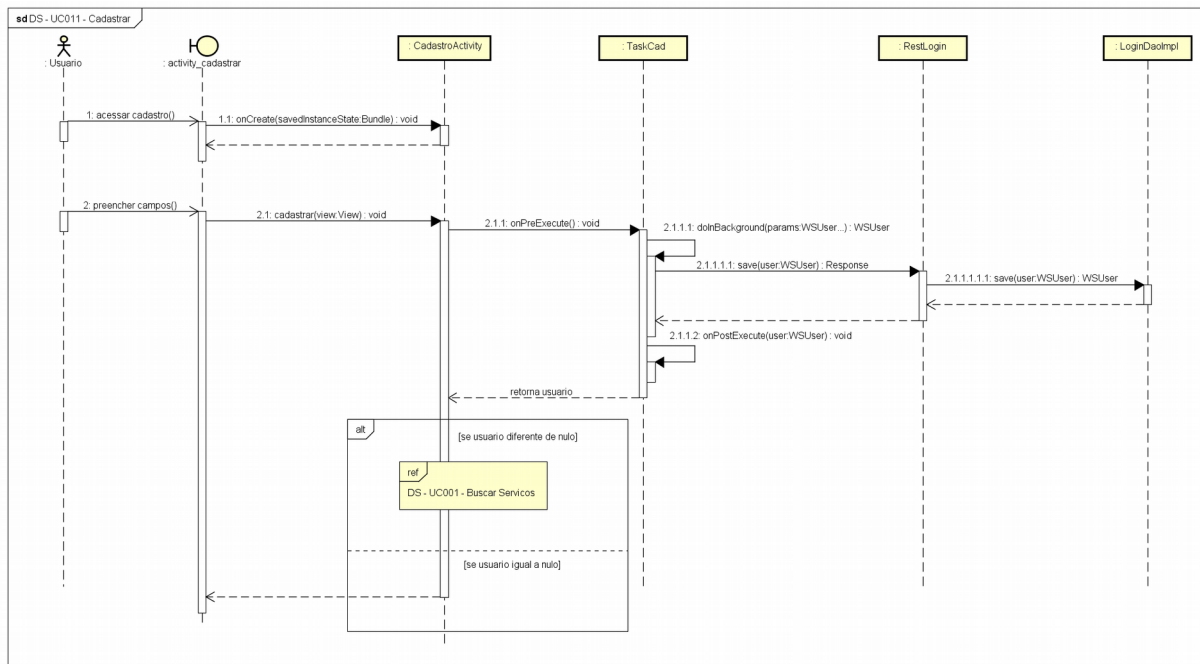 sd DS - UC011 - Cadastrar
: Usuario
: activity_cadastrar
: CadastroActivity
: TaskCad
: RestLogin
: LoginDaoImpl
1: acessar cadastro()
1.1: onCreate(savedInstanceState:Bundle) : void
2: preencher campos()
2.1: cadastrar(view:View) : void
2.1.1: onPreExecute() : void
2.1.1.1: doInBackground(params:WSUser...) : WSUser
2.1.1.1.1: save(user:WSUser) : Response
2.1.1.1.1.1: save(user:WSUser) : WSUser
2.1.1.2: onPostExecute(user:WSUser) : void
retorna usuario
alt
[se usuario diferente de nulo]
ref
DS - UC001 - Buscar Servicos
[se usuario igual a nulo]